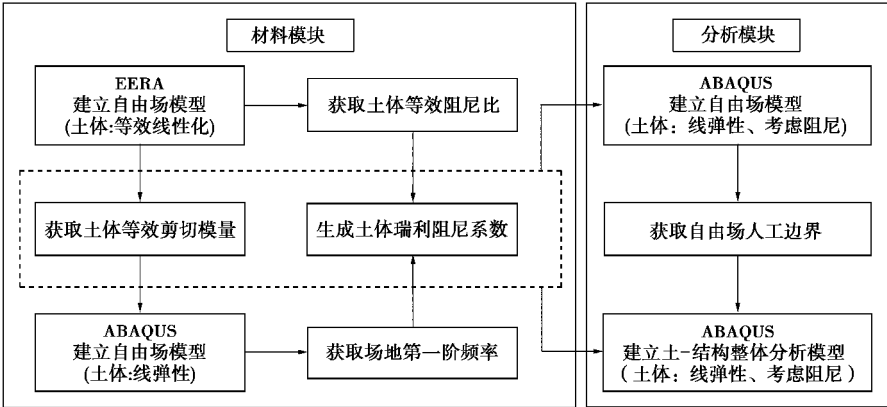 材料模块
EERA
建立自由场模型
(土体:等效线性化)
获取土体等效阻尼比
获取土体等效剪切模量
生成土体瑞利阻尼系数
ABAQUS
建立自由场模型
(土体:线弹性)
获取场地第一阶频率
分析模块
ABAQUS
建立自由场模型
(土体：线弹性、考虑阻尼)
获取自由场人工边界
ABAQUS
建立土-结构整体分析模型
（土体：线弹性、考虑阻尼）